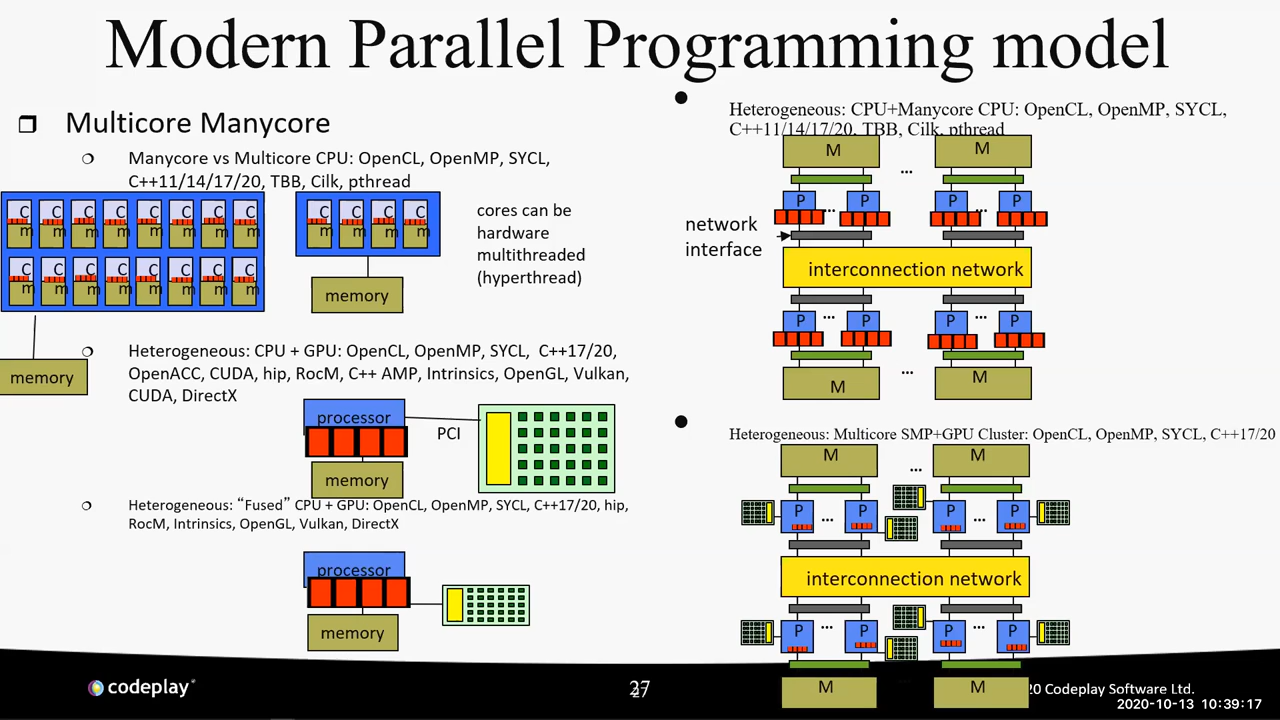 Modern Parallel Programming model
Multicore Manycore
Manycore vs Multicore CPU: OpenCL, OpenMP, SYCL,
C++11/14/17/20, TBB, Cilk, pthread
C C C C C C C C
m m m m m m m m
C C C C C C C C
m m m m m m m m
memory
C C C C
m m m m
memory
cores can be
hardware
multithreaded
(hyperthread)
Heterogeneous: CPU + GPU: OpenCL, OpenMP, SYCL, C++17/20,
OpenACC, CUDA, hip, RocM, C++ AMP, Intrinsics, OpenGL, Vulkan,
CUDA, DirectX
processor
PCI
memory
Heterogeneous: “Fused” CPU + GPU: OpenCL, OpenMP, SYCL, C++17/20, hip,
RocM, Intrinsics, OpenGL, Vulkan, DirectX
processor
memory
Heterogeneous: CPU+Manycore CPU: OpenCL, OpenMP, SYCL,
C++11/14/17/20, TBB, Cilk, pthread
M ... M
P ... P P ... P
network
interface
interconnection network
P ... P P ... P
M ... M
Heterogeneous: Multicore SMP+GPU Cluster: OpenCL, OpenMP, SYCL, C++17/20
M ... M
P ... P P ... P
interconnection network
P ... P P ... P
M ... M
codeplay
27
20 Codeplay Software Ltd.
2020-10-13 10:39:17